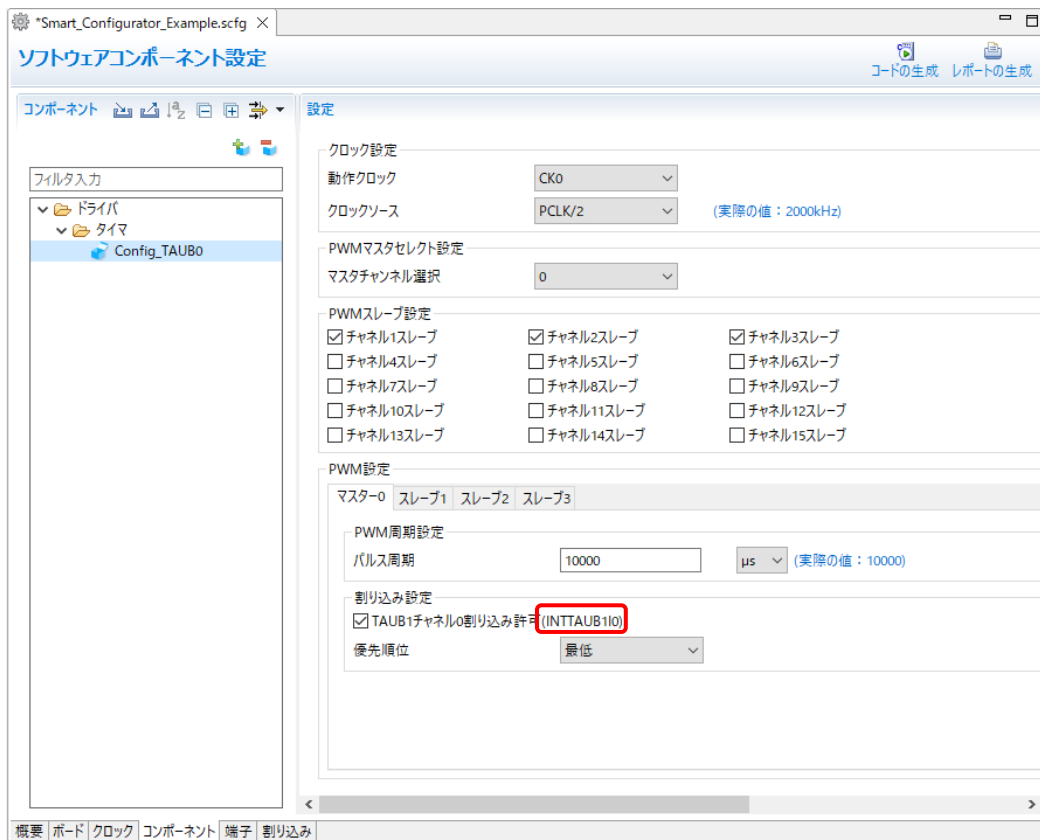 *Smart_Configurator_Example.scfg
ソフトウェアコンポーネント設定
コードの生成 レポートの生成
コンポーネント
設定
フィルタ入力
ドライバ
タイマ
Config_TAUB0
クロック設定
動作クロック CK0
クロックソース PCLK/2 (実際の値：2000kHz)
PWMマスタセレクト設定
マスタチャンネル選択 0
PWMスレーブ設定
チャネル1スレーブ チャネル2スレーブ チャネル3スレーブ
チャネル4スレーブ チャネル5スレーブ チャネル6スレーブ
チャネル7スレーブ チャネル8スレーブ チャネル9スレーブ
チャネル10スレーブ チャネル11スレーブ チャネル12スレーブ
チャネル13スレーブ チャネル14スレーブ チャネル15スレーブ
PWM設定
マスター0 スレーブ1 スレーブ2 スレーブ3
PWM周期設定
パルス周期 10000 µs (実際の値：10000)
割り込み設定
TAUB1チャネル0割り込み許可(INTTAUB1I0)
優先順位 最低
概要 ボード クロック コンポーネント 端子 割り込み